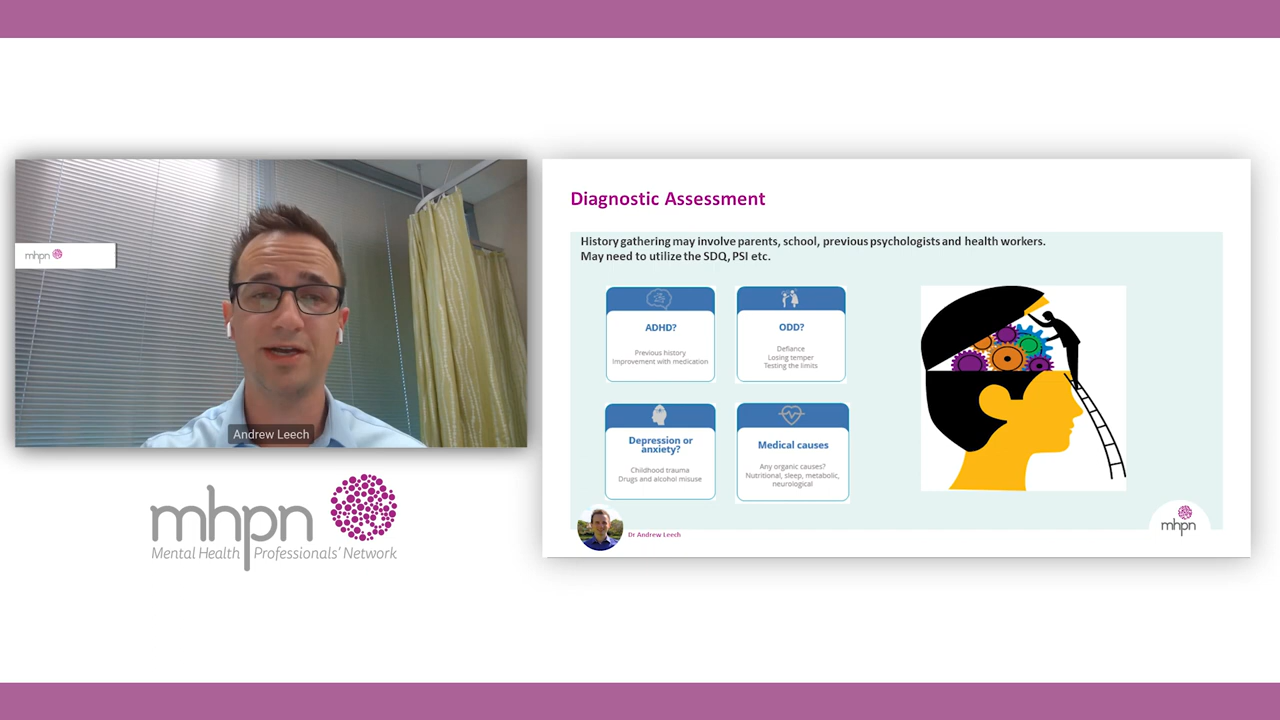 mhpn
Andrew Leech
mhpn
Mental Health Professionals' Network
Diagnostic Assessment
History gathering may involve parents, school, previous psychologists and health workers.
May need to utilize the SDQ, PSI etc.
ADHD?
Previous history
Improvement with medication
ODD?
Defiance
Losing temper
Testing the limits
Depression or
anxiety?
Childhood trauma
Drugs and alcohol misuse
Medical causes
Any organic causes?
Nutritional, sleep, metabolic,
neurological
Dr Andrew Leech
mhpn